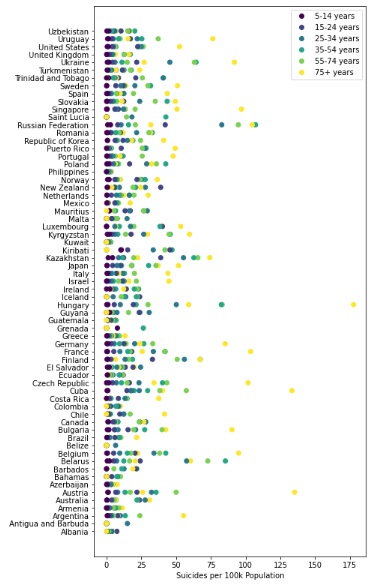 5-14 years
15-24 years
25-34 years
35-54 years
55-74 years
75+ years
Uzbekistan
Uruguay
United States
United Kingdom
Ukraine
Turkmenistan
Trinidad and Tobago
Sweden
Spain
Slovakia
Singapore
Saint Lucia
Russian Federation
Romania
Republic of Korea
Puerto Rico
Portugal
Poland
Philippines
Norway
New Zealand
Netherlands
Mexico
Mauritius
Malta
Luxembourg
Kyrgyzstan
Kuwait
Kiribati
Kazakhstan
Japan
Italy
Israel
Ireland
Iceland
Hungary
Guyana
Guatemala
Grenada
Greece
Germany
France
Finland
El Salvador
Ecuador
Czech Republic
Cuba
Costa Rica
Colombia
Chile
Canada
Bulgaria
Brazil
Belize
Belgium
Belarus
Barbados
Bahamas
Azerbaijan
Austria
Australia
Armenia
Argentina
Antigua and Barbuda
Albania
0 25 50 75 100 125 150 175
Suicides per 100k Population